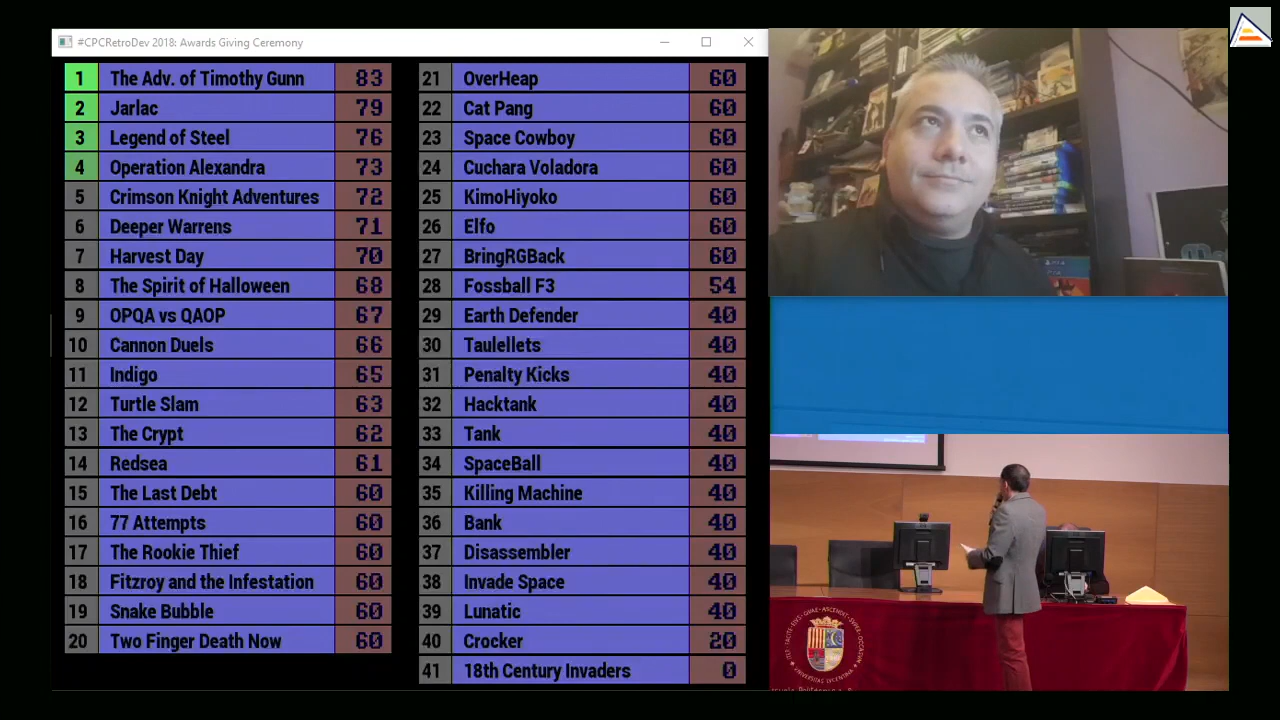 #CPCRetroDev 2018: Awards Giving Ceremony
1 The Adv. of Timothy Gunn 83
2 Jarlac 79
3 Legend of Steel 76
4 Operation Alexandra 73
5 Crimson Knight Adventures 72
6 Deeper Warrens 71
7 Harvest Day 70
8 The Spirit of Halloween 68
9 OPQA vs QAOP 67
10 Cannon Duels 66
11 Indigo 65
12 Turtle Slam 63
13 The Crypt 62
14 Redsea 61
15 The Last Debt 60
16 77 Attempts 60
17 The Rookie Thief 60
18 Fitzroy and the Infestation 60
19 Snake Bubble 60
20 Two Finger Death Now 60
21 OverHeap 60
22 Cat Pang 60
23 Space Cowboy 60
24 Cuchara Voladora 60
25 KimoHiyoko 60
26 Elfo 60
27 BringRGBack 60
28 Fossball F3 54
29 Earth Defender 40
30 Taulellets 40
31 Penalty Kicks 40
32 Hacktank 40
33 Tank 40
34 SpaceBall 40
35 Killing Machine 40
36 Bank 40
37 Disassembler 40
38 Invade Space 40
39 Lunatic 40
40 Crocker 20
41 18th Century Invaders 0